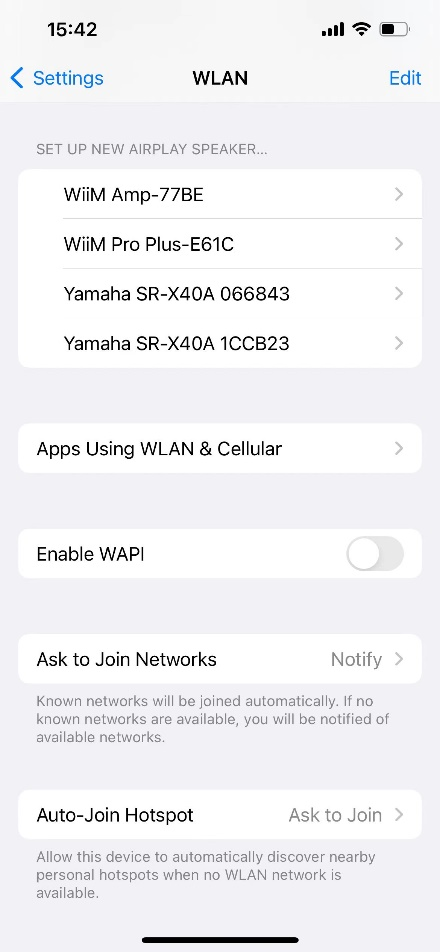 15:42
Settings
WLAN
Edit
SET UP NEW AIRPLAY SPEAKER...
WiiM Amp-77BE
WiiM Pro Plus-E61C
Yamaha SR-X40A 066843
Yamaha SR-X40A 1CCB23
Apps Using WLAN & Cellular
Enable WAPI
Ask to Join Networks
Notify
Known networks will be joined automatically. If no
known networks are available, you will be notified of
available networks.
Auto-Join Hotspot
Ask to Join
Allow this device to automatically discover nearby
personal hotspots when no WLAN network is
available.